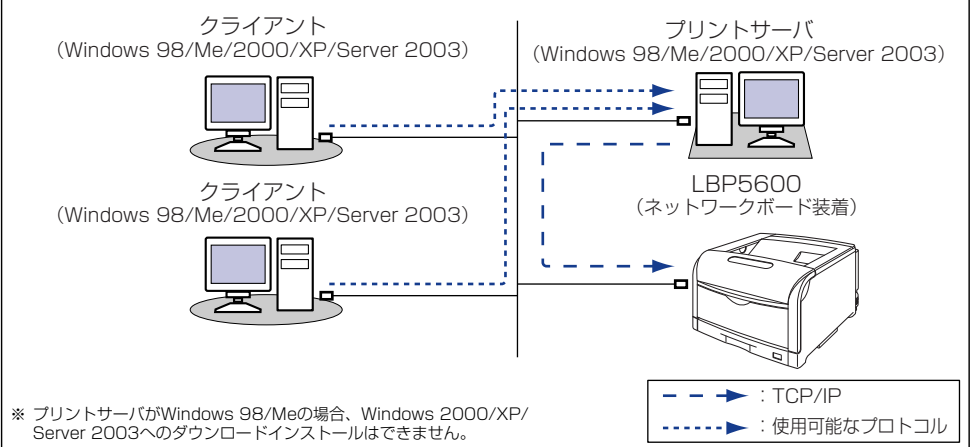 クライアント
（Windows 98/Me/2000/XP/Server 2003）
プリントサーバ
（Windows 98/Me/2000/XP/Server 2003）
クライアント
（Windows 98/Me/2000/XP/Server 2003）
LBP5600
（ネットワークボード装着）
：TCP/IP
：使用可能なプロトコル
※ プリントサーバがWindows 98/Meの場合、Windows 2000/XP/
Server 2003へのダウンロードインストールはできません。